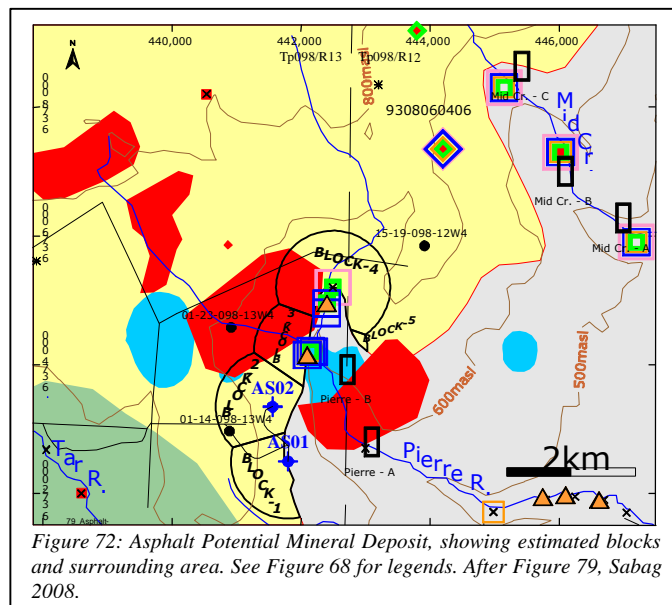 440,000 442,000 444,000 446,000
N
Tp098/R13 Tp098/R12
800masl
9308060406
Mid Cr. - C
Mid Cr.
Mid Cr. - B
Mid Cr. - A
15-19-098-12W4
BLOCK-4
BLOCK-5
01-23-098-13W4
BLOCK-3
BLOCK-2
AS02
Pierre - B
600masl
500masl
01-14-098-13W4
AS01
BLOCK-1
Pierre - A
Pierre R.
Tar R.
2km
79_Asphalt-
Figure 72: Asphalt Potential Mineral Deposit, showing estimated blocks
and surrounding area. See Figure 68 for legends. After Figure 79, Sabag
2008.